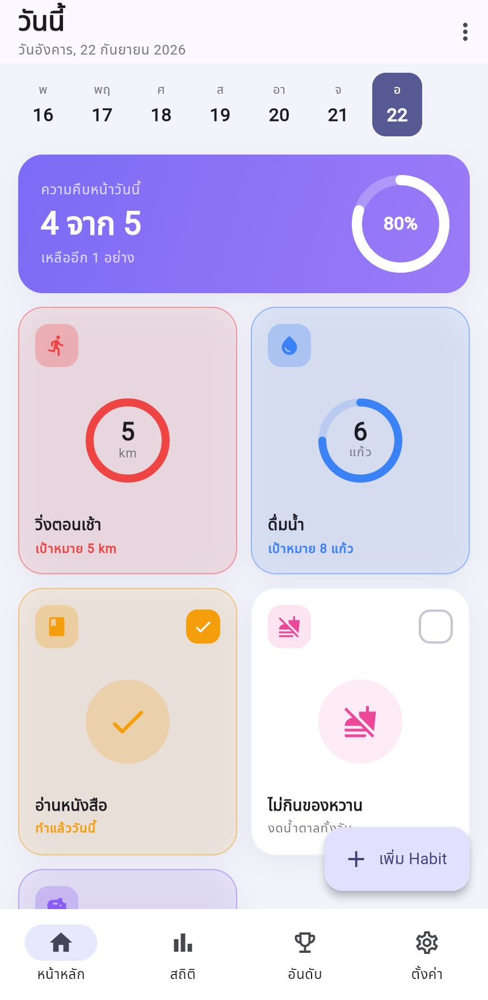 วันนี้
วันอังคาร, 22 กันยายน 2026
พ พฤ ศ ส อา จ อ
16 17 18 19 20 21 22
ความคืบหน้าวันนี้
4 จาก 5
เหลืออีก 1 อย่าง
80%
5
km
วิ่งตอนเช้า
เป้าหมาย 5 km
6
แก้ว
ดื่มน้ำ
เป้าหมาย 8 แก้ว
อ่านหนังสือ
ทำแล้ววันนี้
ไม่กินของหวาน
งดน้ำตาลทั้งวัน
เพิ่ม Habit
หน้าหลัก สถิติ อันดับ ตั้งค่า